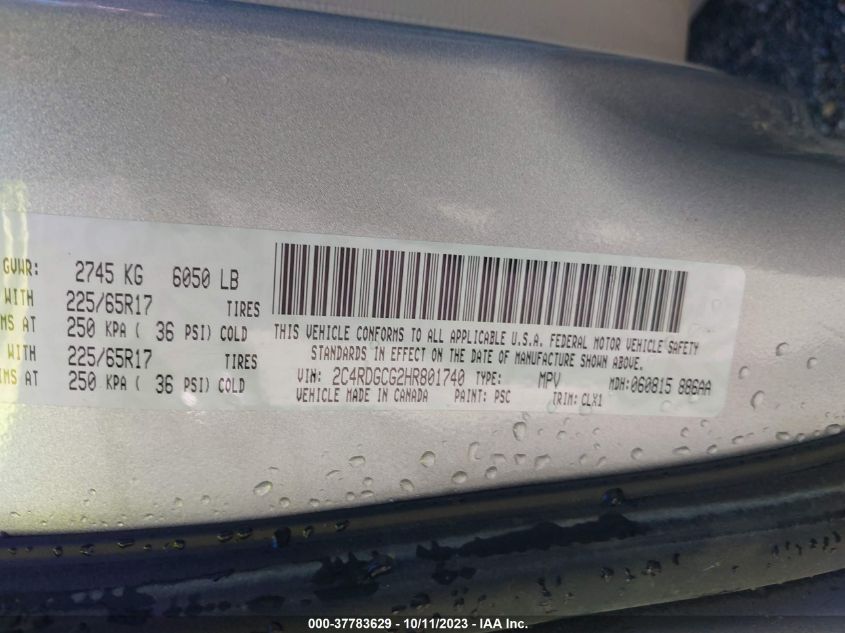 GVWR: 2745 KG 6050 LB
WITH 225/65R17 TIRES
MS AT 250 KPA ( 36 PSI) COLD
WITH 225/65R17 TIRES
IMS AT 250 KPA ( 36 PSI) COLD
THIS VEHICLE CONFORMS TO ALL APPLICABLE U.S.A. FEDERAL MOTOR VEHICLE SAFETY
STANDARDS IN EFFECT ON THE DATE OF MANUFACTURE SHOWN ABOVE.
VIN: 2C4RDGCG2HR801740 TYPE: MPV MDH:060815 886AA
VEHICLE MADE IN CANADA PAINT: PSC TRIM: CLX1
000-37783629 - 10/11/2023 - IAA Inc.